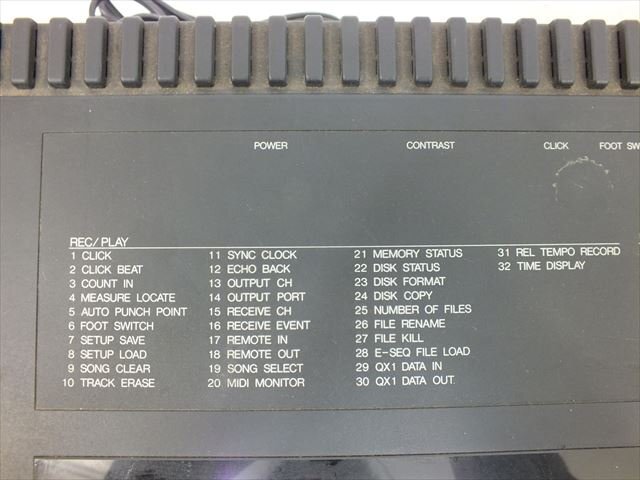 POWER CONTRAST CLICK FOOT SW
REC/PLAY
1 CLICK
2 CLICK BEAT
3 COUNT IN
4 MEASURE LOCATE
5 AUTO PUNCH POINT
6 FOOT SWITCH
7 SETUP SAVE
8 SETUP LOAD
9 SONG CLEAR
10 TRACK ERASE
11 SYNC CLOCK
12 ECHO BACK
13 OUTPUT CH
14 OUTPUT PORT
15 RECEIVE CH
16 RECEIVE EVENT
17 REMOTE IN
18 REMOTE OUT
19 SONG SELECT
20 MIDI MONITOR
21 MEMORY STATUS
22 DISK STATUS
23 DISK FORMAT
24 DISK COPY
25 NUMBER OF FILES
26 FILE RENAME
27 FILE KILL
28 E-SEQ FILE LOAD
29 QX1 DATA IN
30 QX1 DATA OUT
31 REL TEMPO RECORD
32 TIME DISPLAY